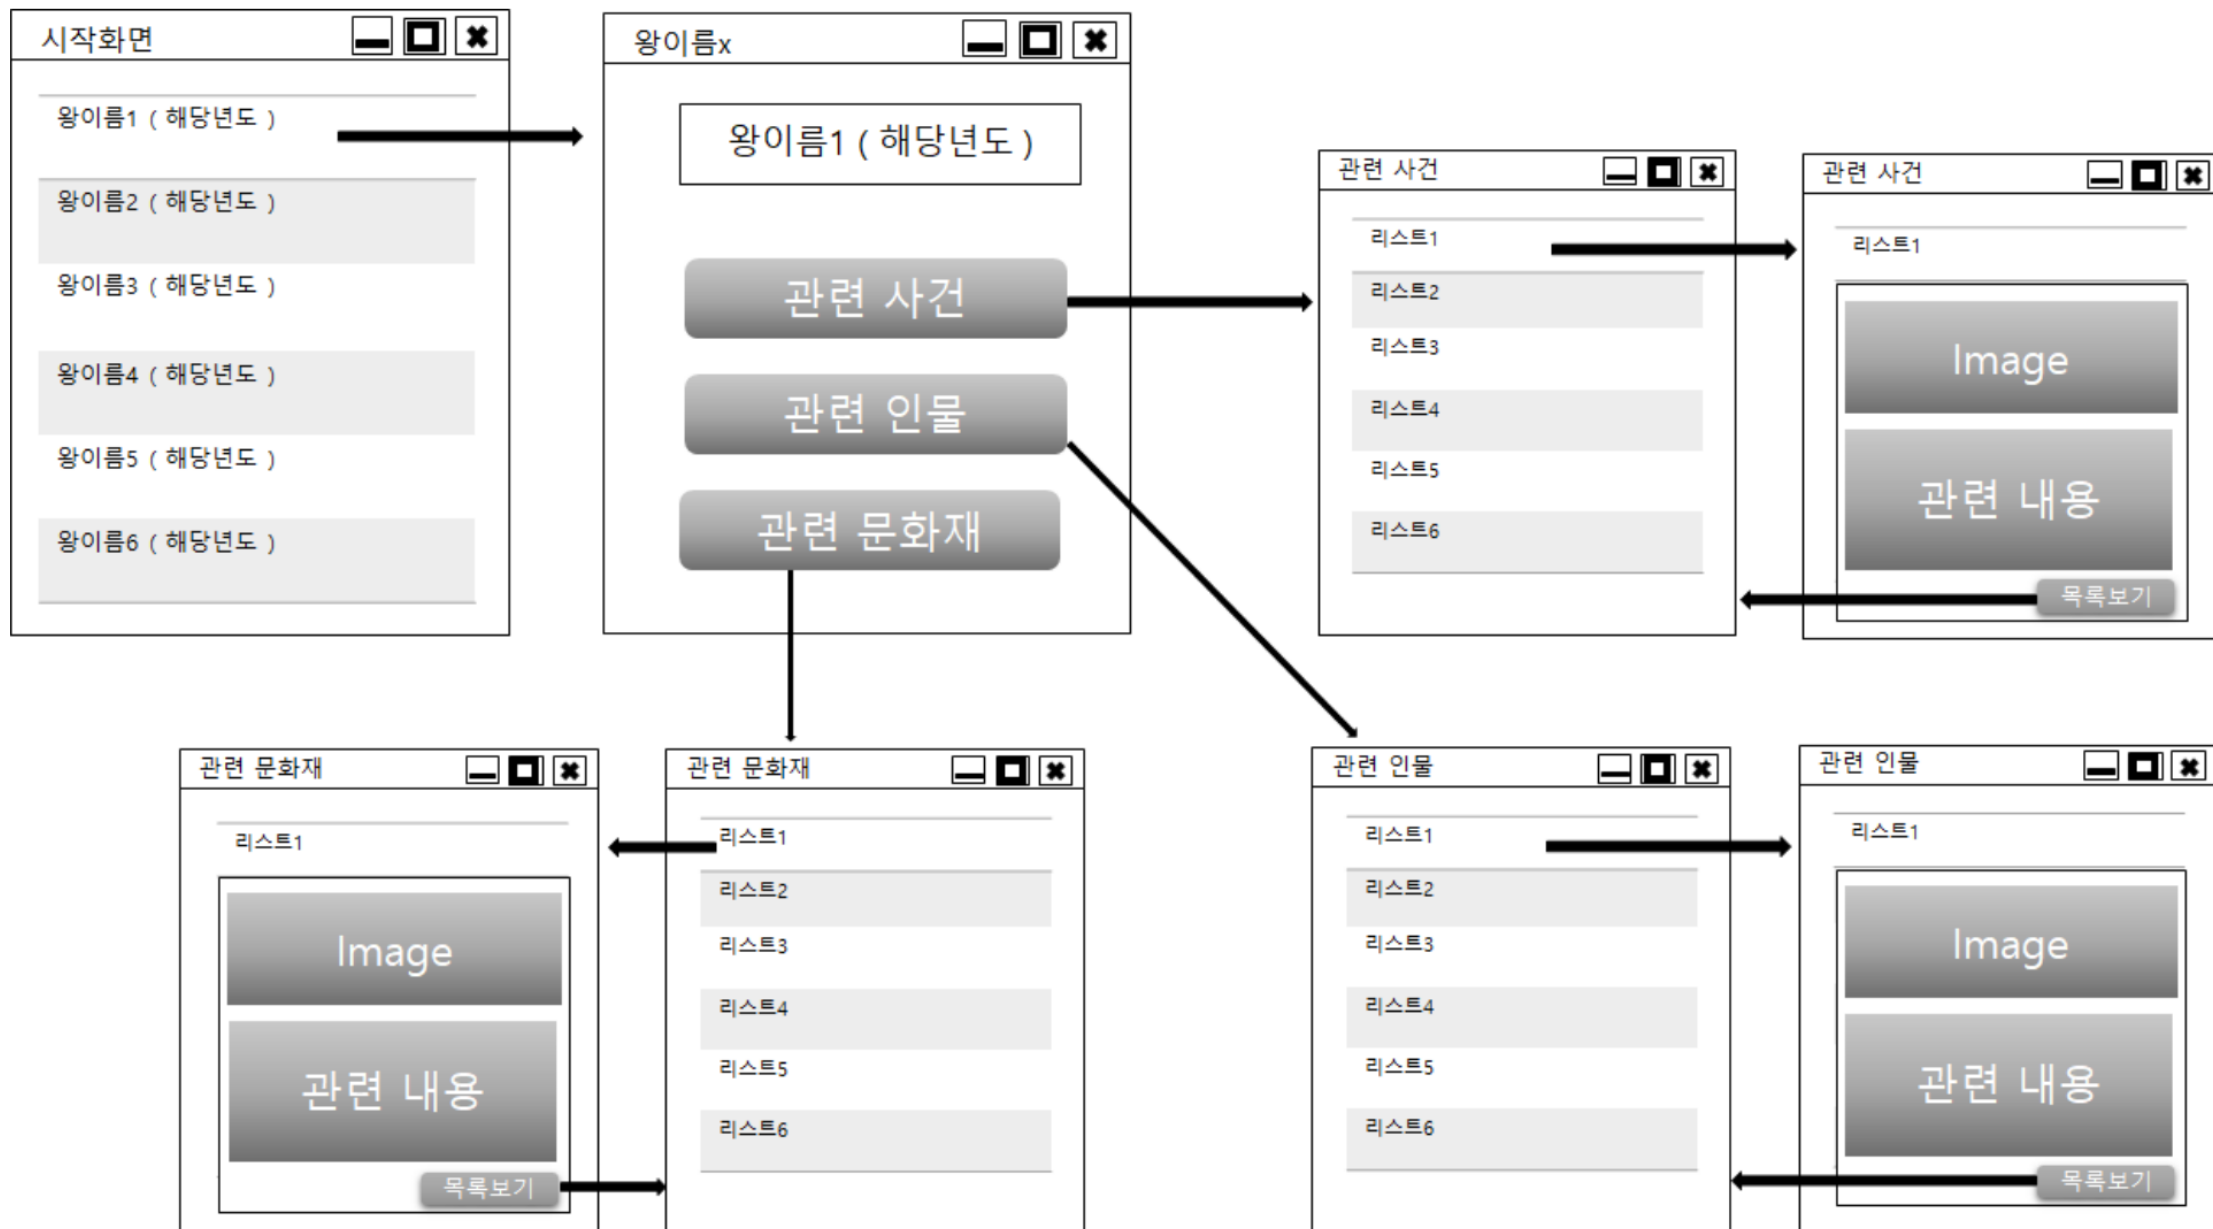 시작화면
왕이름1 ( 해당년도 )
왕이름2 ( 해당년도 )
왕이름3 ( 해당년도 )
왕이름4 ( 해당년도 )
왕이름5 ( 해당년도 )
왕이름6 ( 해당년도 )
왕이름x
왕이름1 ( 해당년도 )
관련 사건
관련 인물
관련 문화재
관련 사건
리스트1
리스트2
리스트3
리스트4
리스트5
리스트6
관련 사건
리스트1
Image
관련 내용
목록보기
관련 문화재
리스트1
Image
관련 내용
목록보기
관련 문화재
리스트1
리스트2
리스트3
리스트4
리스트5
리스트6
관련 인물
리스트1
리스트2
리스트3
리스트4
리스트5
리스트6
관련 인물
리스트1
Image
관련 내용
목록보기